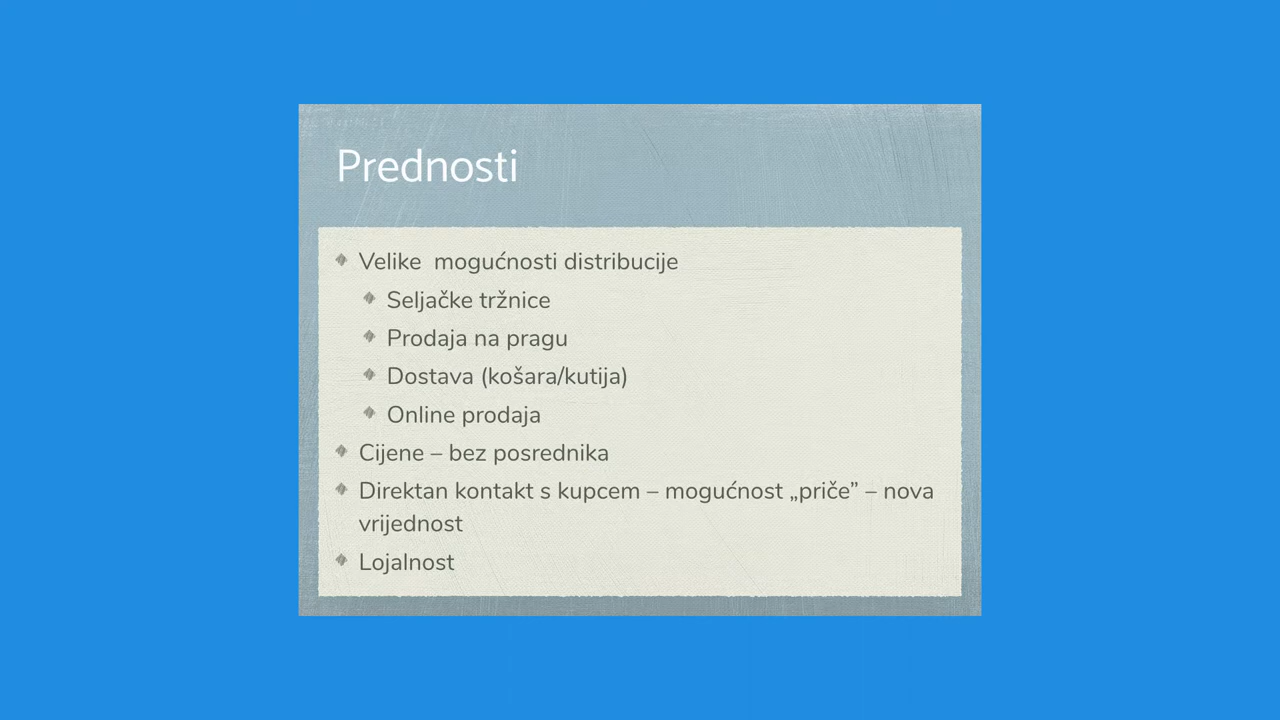 Prednosti
Velike  mogućnosti distribucije
Seljačke tržnice
Prodaja na pragu
Dostava (košara/kutija)
Online prodaja
Cijene – bez posrednika
Direktan kontakt s kupcem – mogućnost „priče” – nova
vrijednost
Lojalnost